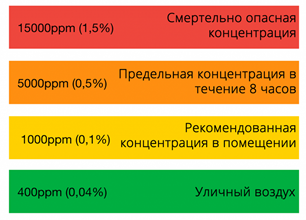 15000ppm (1,5%)
Смертельно опасная
концентрация
5000ppm (0,5%)
Предельная концентрация в
течение 8 часов
1000ppm (0,1%)
Рекомендованная
концентрация в помещении
400ppm (0,04%)
Уличный воздух